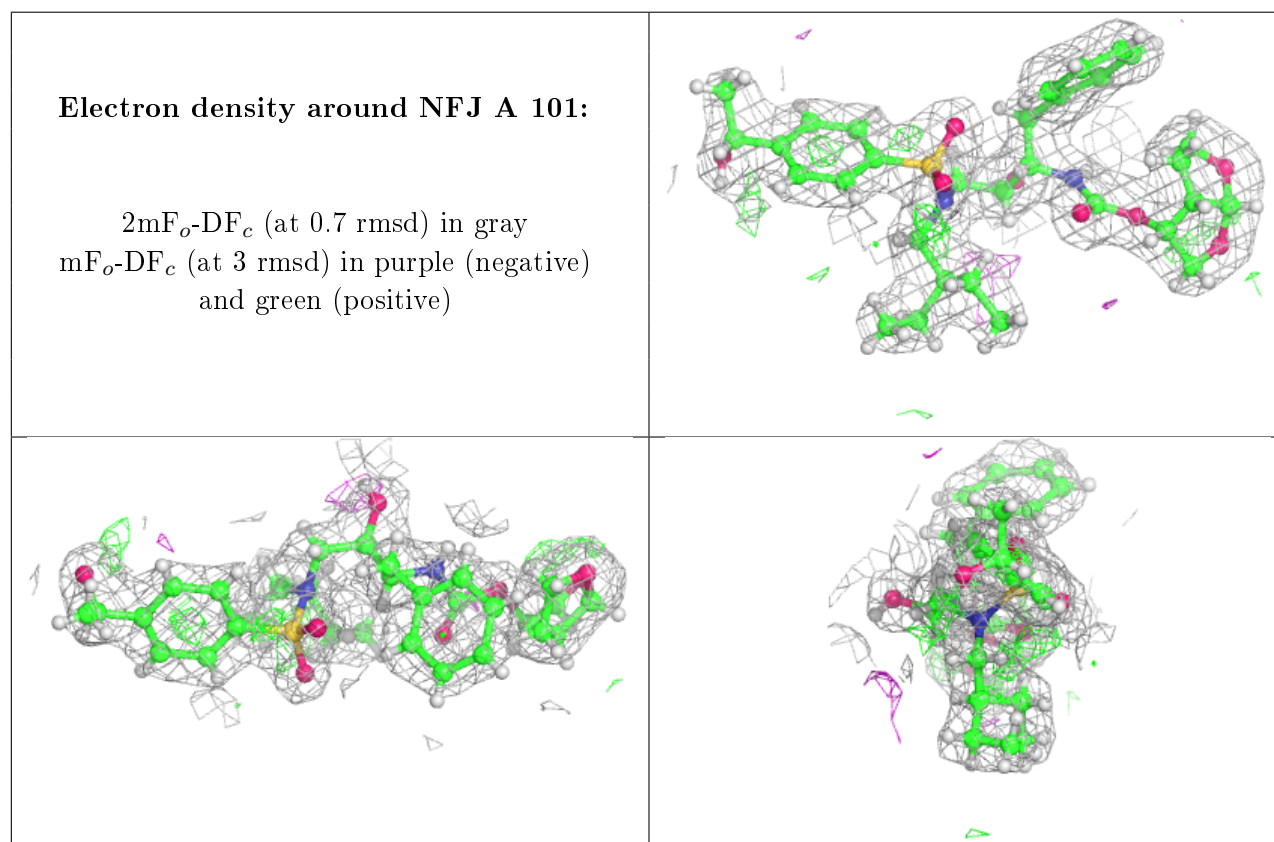 Electron density around NFJ A 101:
2mFo-DFc (at 0.7 rmsd) in gray
mFo-DFc (at 3 rmsd) in purple (negative)
and green (positive)